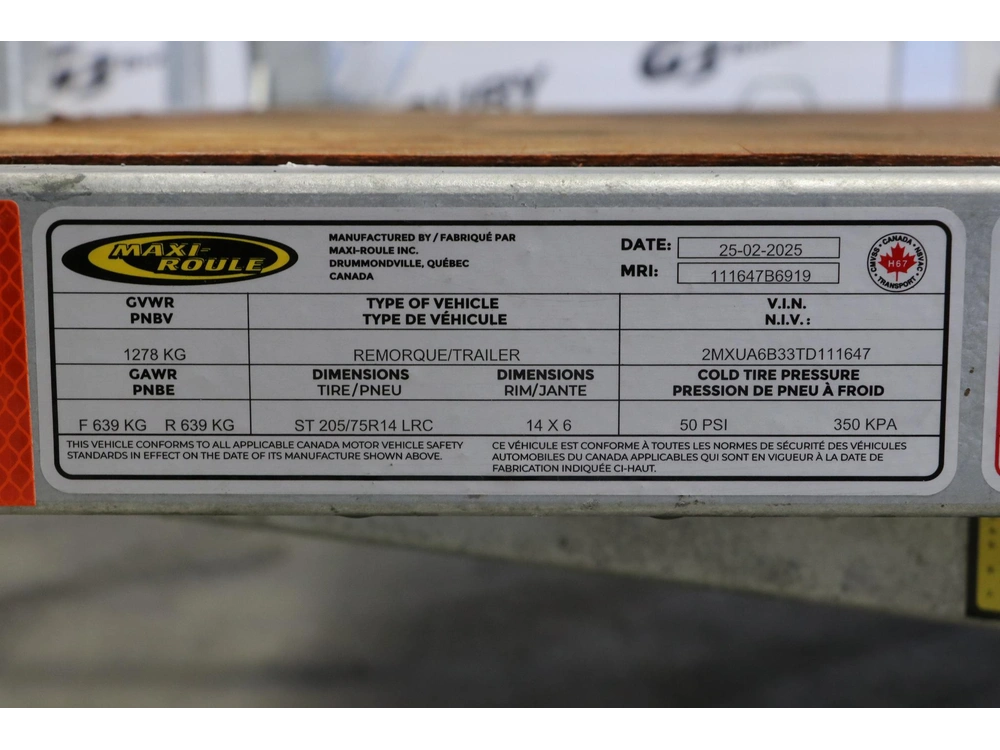 MAXI-
ROULE
MANUFACTURED BY / FABRIQUÉ PAR
MAXI-ROULE INC.
DRUMMONDVILLE, QUÉBEC
CANADA
DATE: 25-02-2025
MRI: 111647B6919
CANADA
CMVSS NSVAC
H67
TRANSPORT
GVWR
PNBV
TYPE OF VEHICLE
TYPE DE VÉHICULE
V.I.N.
N.I.V.:
1278 KG
REMORQUE/TRAILER
2MXUA6B33TD111647
GAWR
PNBE
DIMENSIONS
TIRE/PNEU
DIMENSIONS
RIM/JANTE
COLD TIRE PRESSURE
PRESSION DE PNEU À FROID
F 639 KG R 639 KG
ST 205/75R14 LRC
14 X 6
50 PSI
350 KPA
THIS VEHICLE CONFORMS TO ALL APPLICABLE CANADA MOTOR VEHICLE SAFETY
STANDARDS IN EFFECT ON THE DATE OF ITS MANUFACTURE SHOWN ABOVE.
CE VÉHICULE EST CONFORME À TOUTES LES NORMES DE SÉCURITÉ DES VÉHICULES
AUTOMOBILES DU CANADA APPLICABLES QUI SONT EN VIGUEUR À LA DATE DE
FABRICATION INDIQUÉE CI-HAUT.